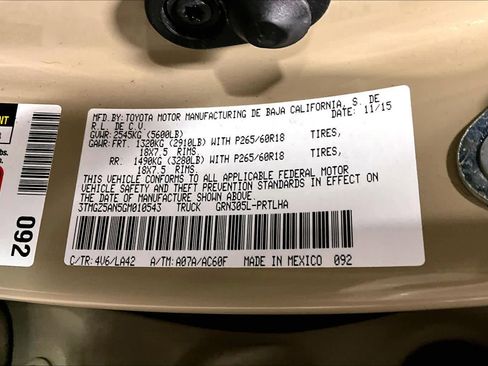 MFD.BY:TOYOTA MOTOR MANUFACTURING DE BAJA CALIFORNIA, S. DE
R.L. DE C.V. DATE: 11/15
GVWR: 2545KG (5600LB)
GAWR:FRT. 1320KG (2910LB) WITH P265/60R18 TIRES,
18X7.5 RIMS
RR. 1490KG (3280LB) WITH P265/60R18 TIRES,
18X7.5 RIMS.
THIS VEHICLE CONFORMS TO ALL APPLICABLE FEDERAL MOTOR
VEHICLE SAFETY AND THEFT PREVENTION STANDARDS IN EFFECT ON
THE DATE OF MANUFACTURE SHOWN ABOVE.
3TMGZ5AN5GM010543 TRUCK GRN305L-PRTLHA
C/TR: 4V6/LA42 A/TM: A07A/AC60F MADE IN MEXICO 092
092